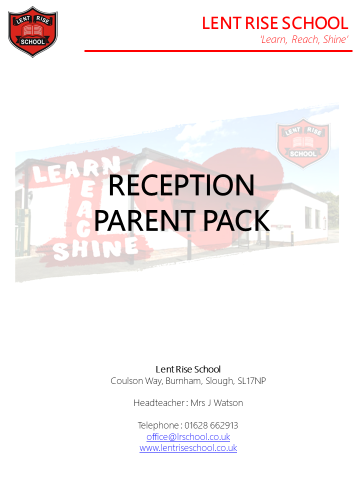 LENT RISE
SCHOOL
LENT RISE SCHOOL
'Learn, Reach, Shine'
LENT RISE
SCHOOL
LEARN
REACH
SHINE
RECEPTION
PARENT PACK
Lent Rise School
Coulson Way, Burnham, Slough, SL17NP
Headteacher : Mrs J Watson
Telephone : 01628 662913
office@lrschool.co.uk
www.lentriseschool.co.uk